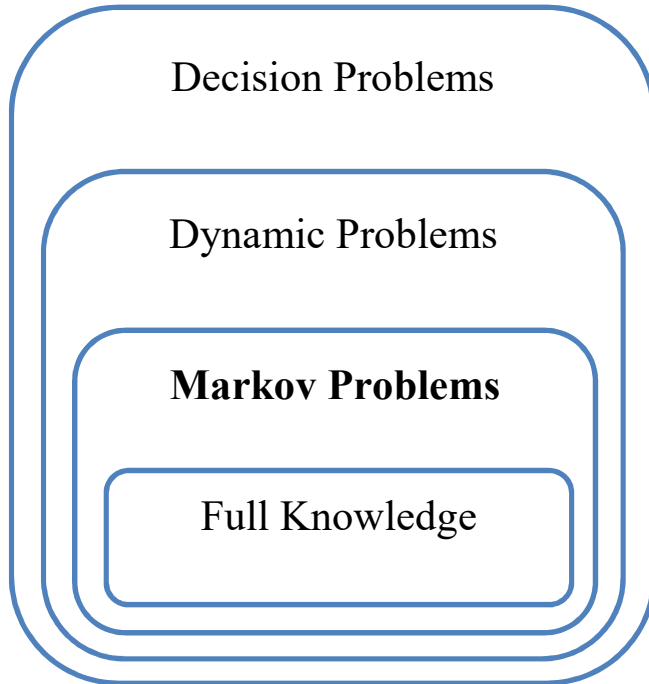 Decision Problems
Dynamic Problems
Markov Problems
Full Knowledge